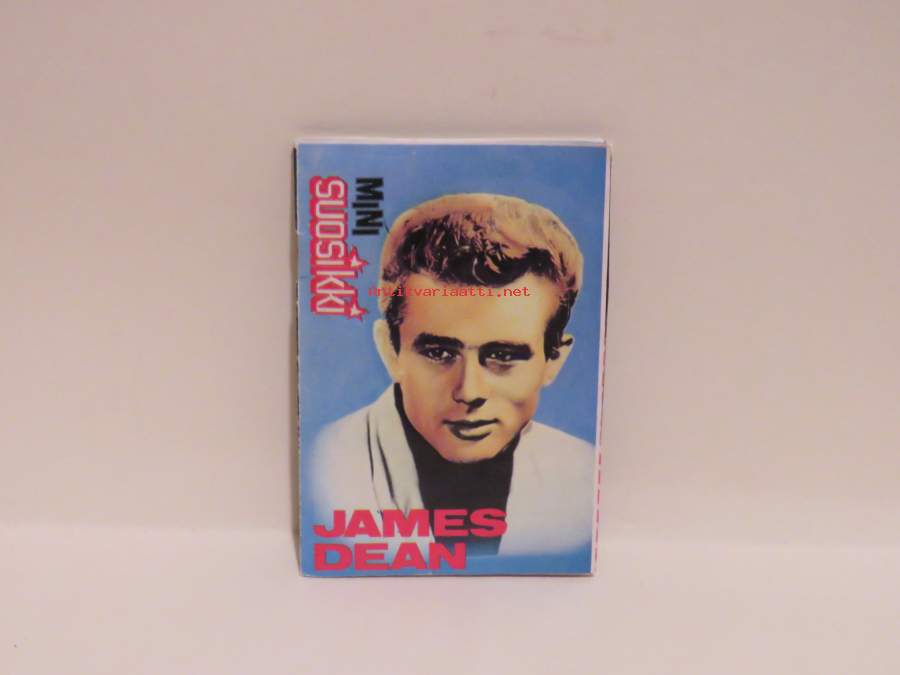 MiNi
suosikki
antikvariaatti.net
JAMES
DEAN